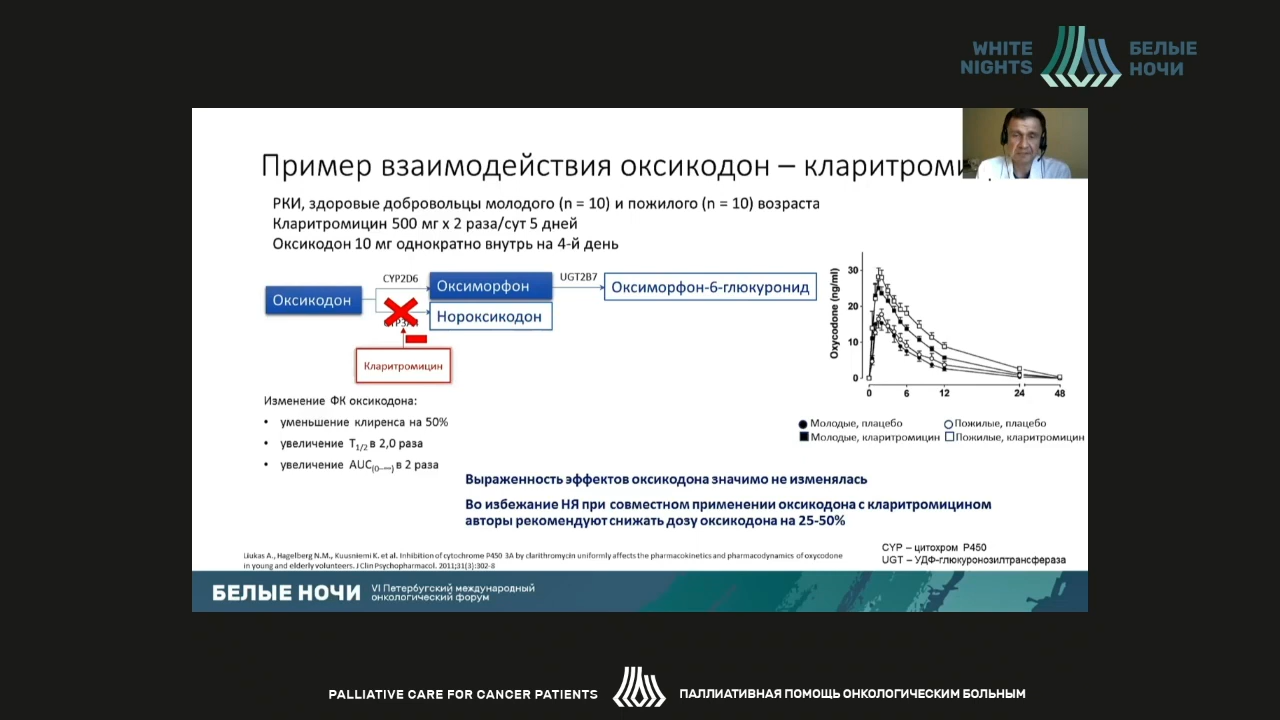 WHITE
NIGHTS
БЕЛЫЕ
НОЧИ
Пример взаимодействия оксикодон –
РКИ, здоровые добровольцы молодого (n = 10) и пожилого (n = 10) возраста
Кларитромицин 500 мг x 2 раза/сут 5 дней
Оксикодон 10 мг однократно внутрь на 4-й день
CYP2D6
UGT2B7
Оксикодон
Оксиморфон
Оксиморфон-6-глюкуронид
Нороксикодон
Кларитромицин
Oxycodone (ng/ml)
30
20
10
0
0 6 12 24 48
Молодые, плацебо
Пожилые, плацебо
Молодые, кларитромицин
Пожилые, кларитромицин
Изменение ФК оксикодона:
• уменьшение клиренса на 50%
• увеличение T1/2 в 2,0 раза
• увеличение AUC(0–∞) в 2 раза
Выраженность эффектов оксикодона значимо не изменялась
Во избежание НЯ при совместном применении оксикодона с кларитромицином
авторы рекомендуют снижать дозу оксикодона на 25-50%
Liukas A., Hagelberg N.M., Kuusniemi K. et al. Inhibition of cytochrome P450 3A by clarithromycin uniformly affects the pharmacokinetics and pharmacodynamics of oxycodone
in young and elderly volunteers. J Clin Psychopharmacol. 2011;31(3):302-8
CYP – цитохром P450
UGT – УДФ-глюкуронозилтрансфераза
БЕЛЫЕ НОЧИ
VI Петербургский международный
онкологический форум
PALLIATIVE CARE FOR CANCER PATIENTS
ПАЛЛИАТИВНАЯ ПОМОЩЬ ОНКОЛОГИЧЕСКИМ БОЛЬНЫМ